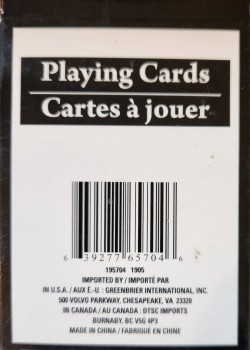 Playing Cards
Cartes à jouer
6 39277 65704 6
195704 1905
IMPORTED BY / IMPORTÉ PAR
IN U.S.A. / AUX É.-U. : GREENBRIER INTERNATIONAL, INC.
500 VOLVO PARKWAY, CHESAPEAKE, VA 23320
IN CANADA / AU CANADA : DTSC IMPORTS
BURNABY, BC V5G 4P3
MADE IN CHINA / FABRIQUÉ EN CHINE